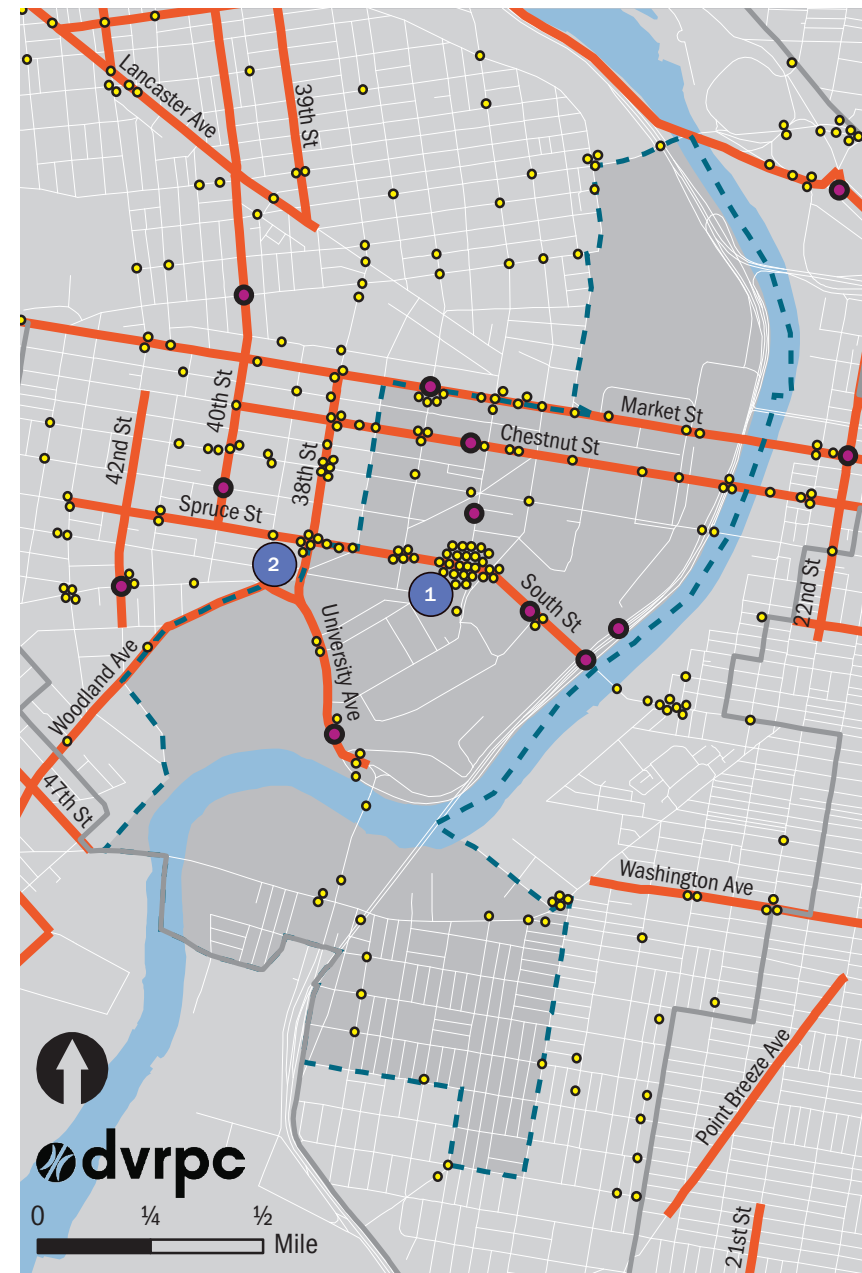 Lancaster Ave
39th St
Market St
40th St
42nd St
Chestnut St
38th St
Spruce St
2
1
South St
22nd St
University Ave
Woodland Ave
47th St
Washington Ave
Point Breeze Ave
21st St
dvrpc
0 ¼ ½
Mile